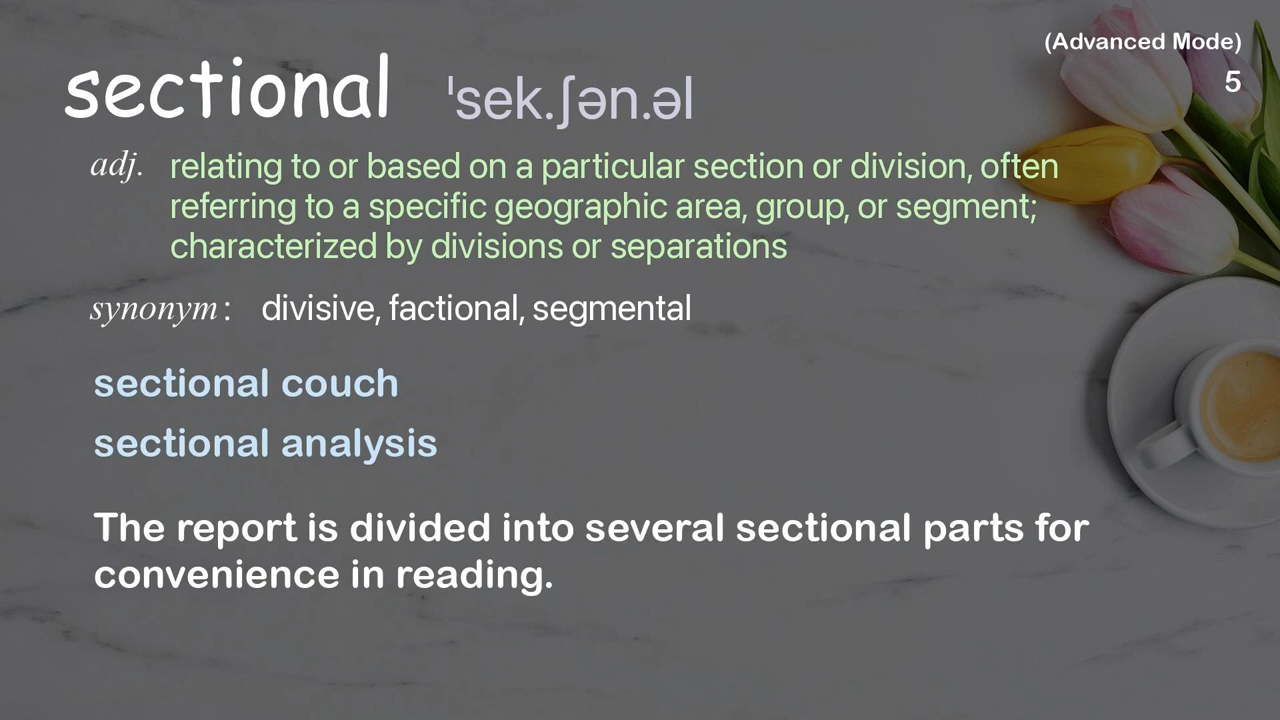 (Advanced Mode)
5
sectional ˈsek.ʃən.əl
adj. relating to or based on a particular section or division, often
referring to a specific geographic area, group, or segment;
characterized by divisions or separations
synonym: divisive, factional, segmental
sectional couch
sectional analysis
The report is divided into several sectional parts for
convenience in reading.